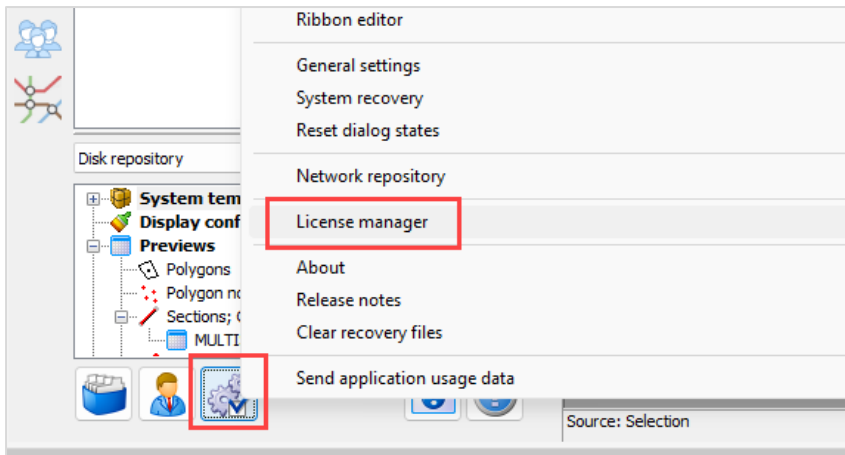 Ribbon editor
General settings
System recovery
Reset dialog states
Disk repository
Network repository
System tem
License manager
Display conf
Previews
Polygons
About
Polygon no
Release notes
Sections;
Clear recovery files
MULTI
Send application usage data
Source: Selection